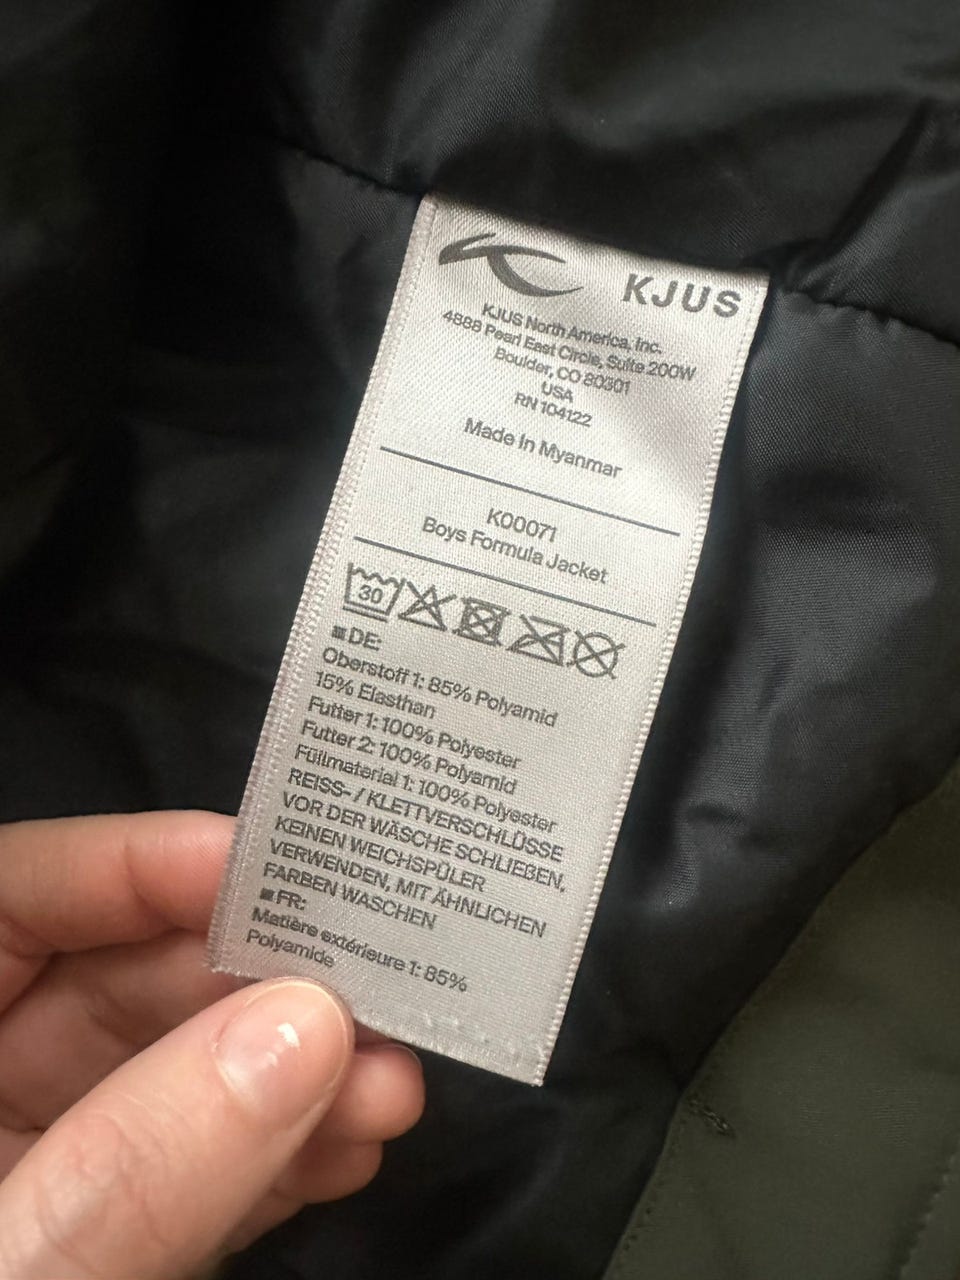 KJUS
KJUS North America, Inc.
4888 Pearl East Circle, Suite 200W
Boulder, CO 80301
USA
RN 104122
Made In Myanmar
K00071
Boys Formula Jacket
30
DE:
Oberstoff 1: 85% Polyamid
15% Elasthan
Futter 1: 100% Polyester
Futter 2: 100% Polyamid
Füllmaterial 1: 100% Polyester
REISS- / KLETTVERSCHLÜSSE
VOR DER WÄSCHE SCHLIEßEN,
KEINEN WEICHSPÜLER
VERWENDEN, MIT ÄHNLICHEN
FARBEN WASCHEN
FR:
Matière extérieure 1: 85%
Polyamide